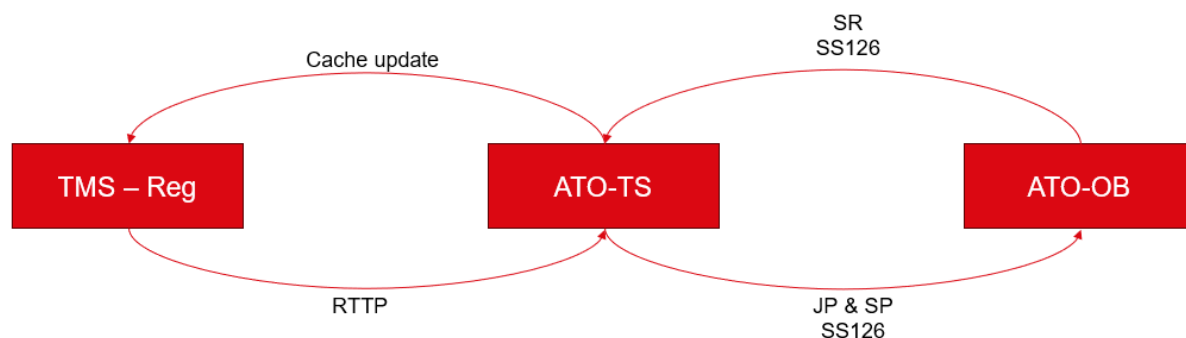 SR
SS126
Cache update
TMS – Reg
ATO-TS
ATO-OB
RTTP
JP & SP
SS126